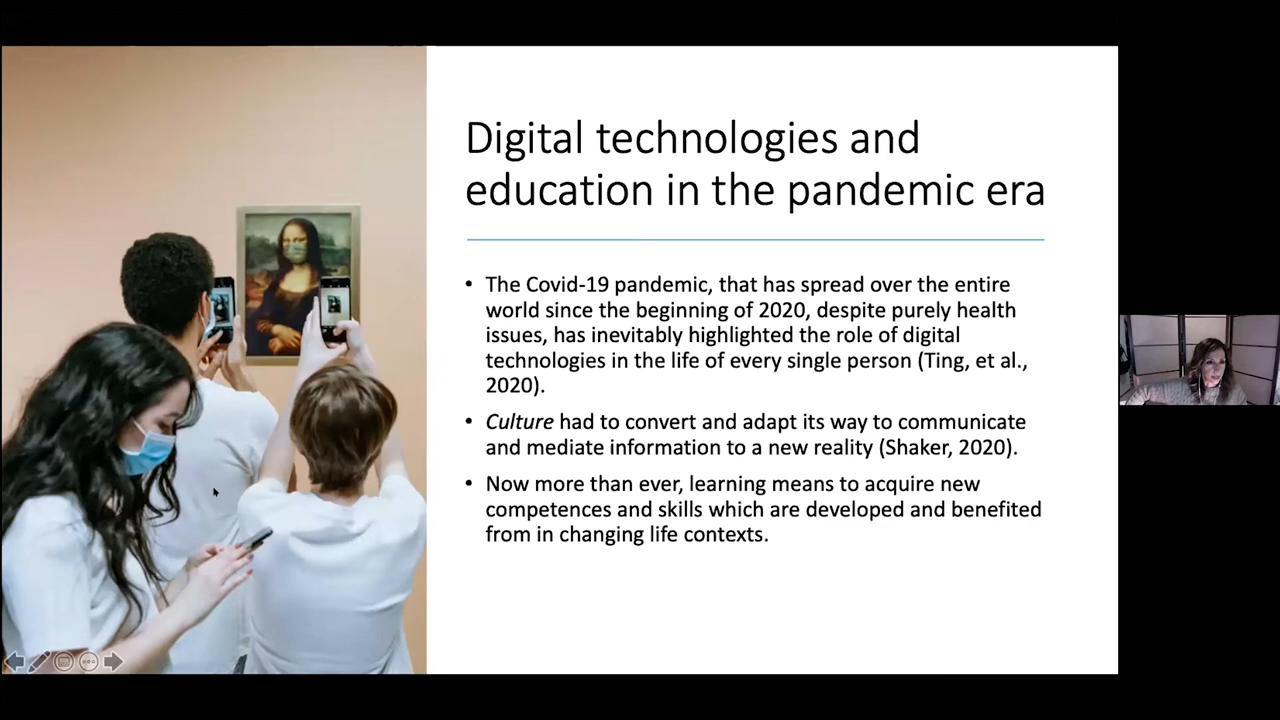 Digital technologies and
education in the pandemic era
• The Covid-19 pandemic, that has spread over the entire
world since the beginning of 2020, despite purely health
issues, has inevitably highlighted the role of digital
technologies in the life of every single person (Ting, et al.,
2020).
• Culture had to convert and adapt its way to communicate
and mediate information to a new reality (Shaker, 2020).
• Now more than ever, learning means to acquire new
competences and skills which are developed and benefited
from in changing life contexts.